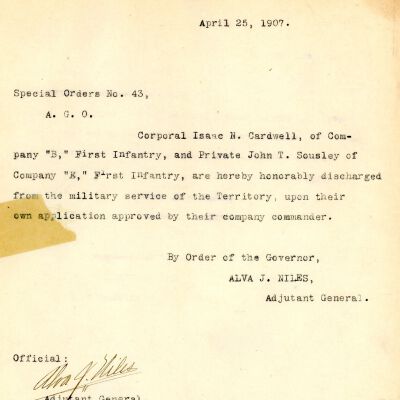 April 25, 1907.
Special Orders No. 43,
A. G. O.
Corporal Isaac N. Cardwell, of Com-
pany "B," First Infantry, and Private John T. Sousley of
Company "E," First Infantry, are hereby honorably discharged
from the military service of the Territory, upon their
own application approved by their company commander.
By Order of the Governor,
ALVA J. NILES,
Adjutant General.
Official:
Alva J. Niles
Adjutant General